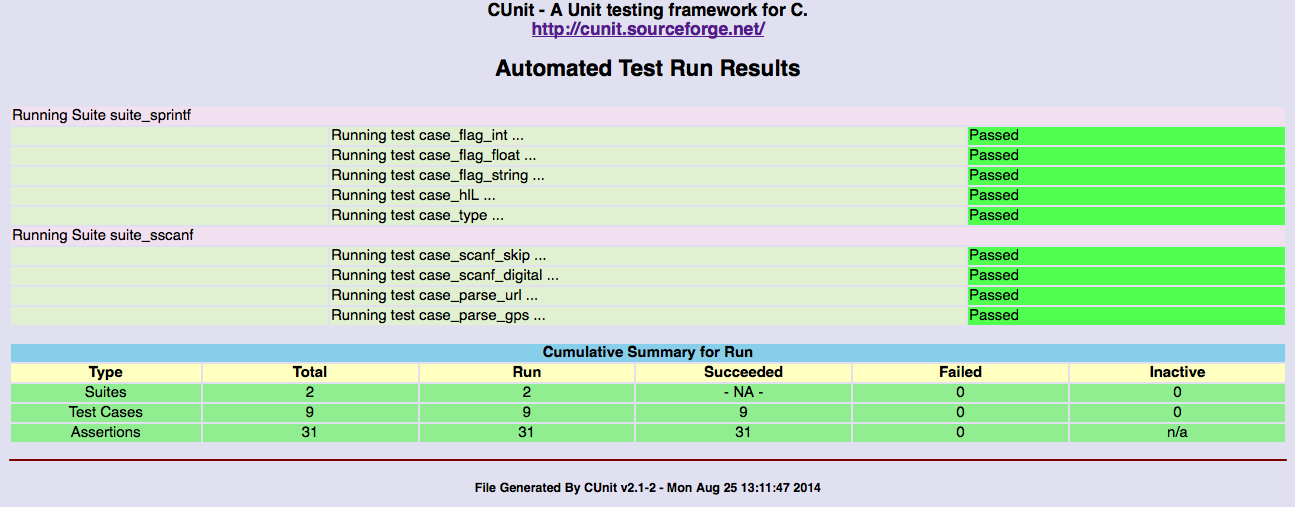 CUnit - A Unit testing framework for C.
http://cunit.sourceforge.net/
Automated Test Run Results
Running Suite suite_sprintf
Running test case_flag_int ... Passed
Running test case_flag_float ... Passed
Running test case_flag_string ... Passed
Running test case_hlL ... Passed
Running test case_type ... Passed
Running Suite suite_sscanf
Running test case_scanf_skip ... Passed
Running test case_scanf_digital ... Passed
Running test case_parse_url ... Passed
Running test case_parse_gps ... Passed
Cumulative Summary for Run
Type Total Run Succeeded Failed Inactive
Suites 2 2 - NA - 0 0
Test Cases 9 9 9 0 0
Assertions 31 31 31 0 n/a
File Generated By CUnit v2.1-2 - Mon Aug 25 13:11:47 2014